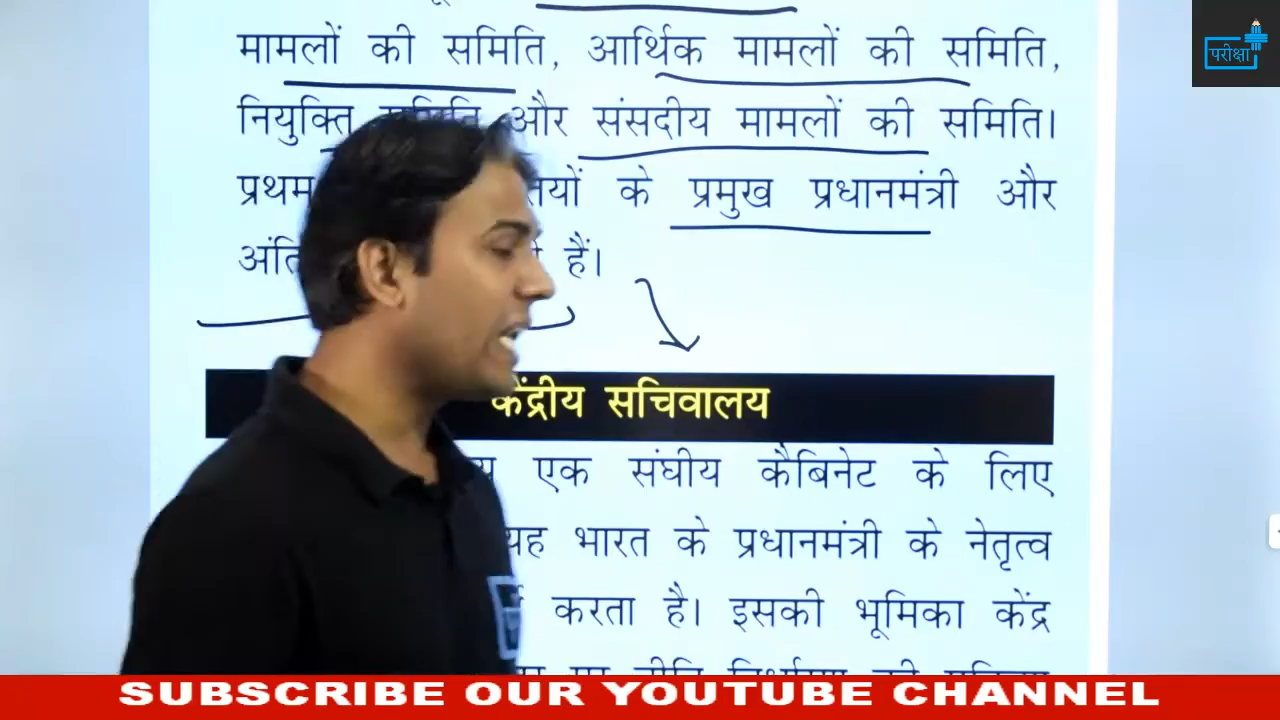 मामलों की समिति, आर्थिक मामलों की समिति,
परीक्षा
नियुक्ति समिति और संसदीय मामलों की समिति।
के प्रमुख प्रधानमंत्री और
हैं।
केंद्रीय सचिवालय
एक संघीय कैबिनेट के लिए
यह भारत के प्रधानमंत्री के नेतृत्व
करता है। इसकी भूमिका केंद्र
SUBSCRIBE OUR YOUTUBE CHANNEL